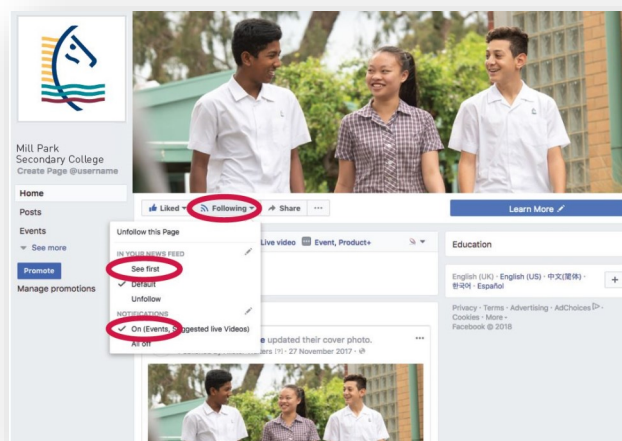 Mill Park
Secondary College
Create Page @username
Home
Posts
Events
See more
Promote
Manage promotions
Liked
Following
Share
Learn More
Unfollow this Page
IN YOUR NEWS FEED
See first
Default
Unfollow
NOTIFICATIONS
On (Events, Suggested live Videos)
All off
Live video
Event, Product+
Education
English (UK) · English (US) · 中文(简体) ·
한국어 · Español
Privacy · Terms · Advertising · AdChoices ·
Cookies · More ·
Facebook © 2018
updated their cover photo.
27 November 2017 ·